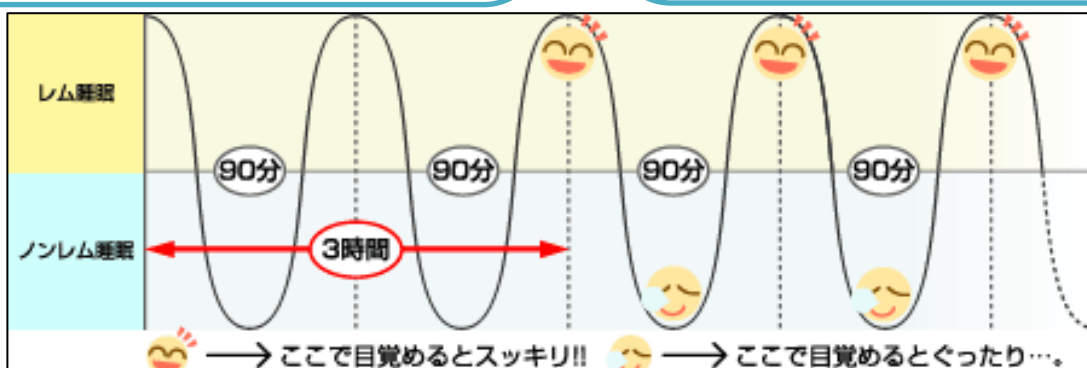 レム睡眠
90分
90分
90分
90分
ノンレム睡眠
3時間
ここで目覚めるとスッキリ!!
ここで目覚めるとぐったり…。